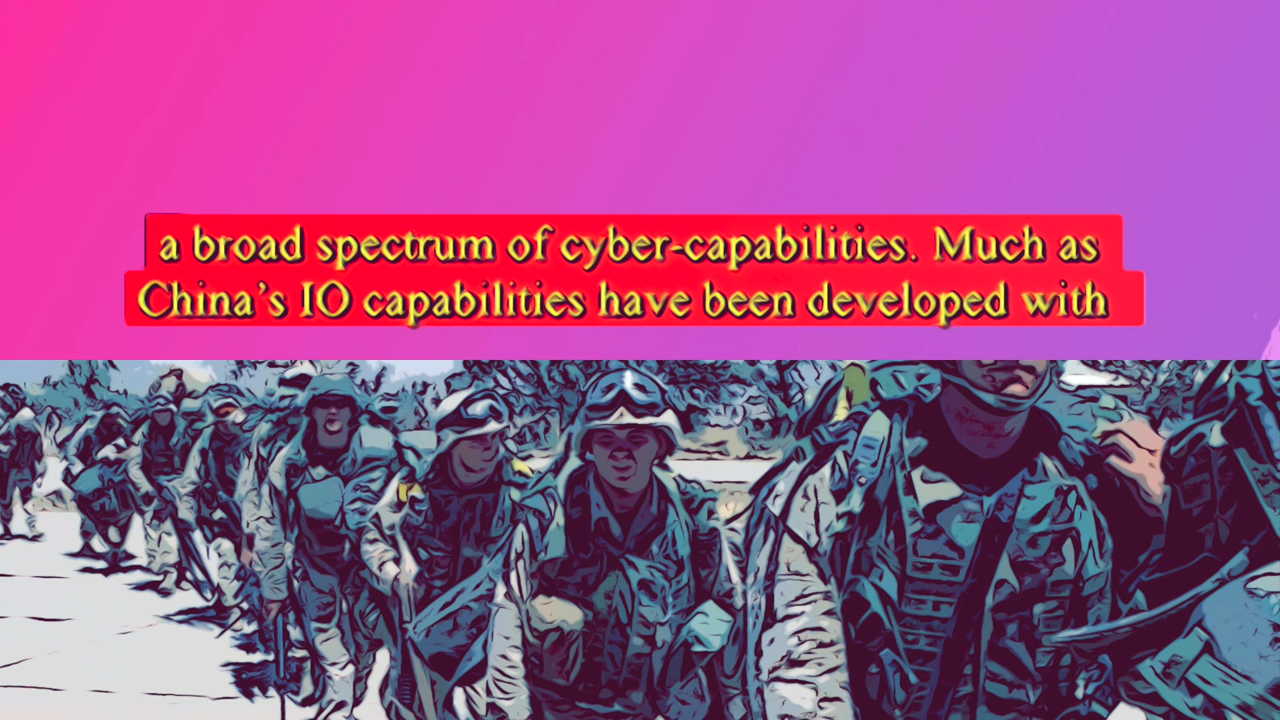 a broad spectrum of cyber-capabilities. Much as
China's IO capabilities have been developed with